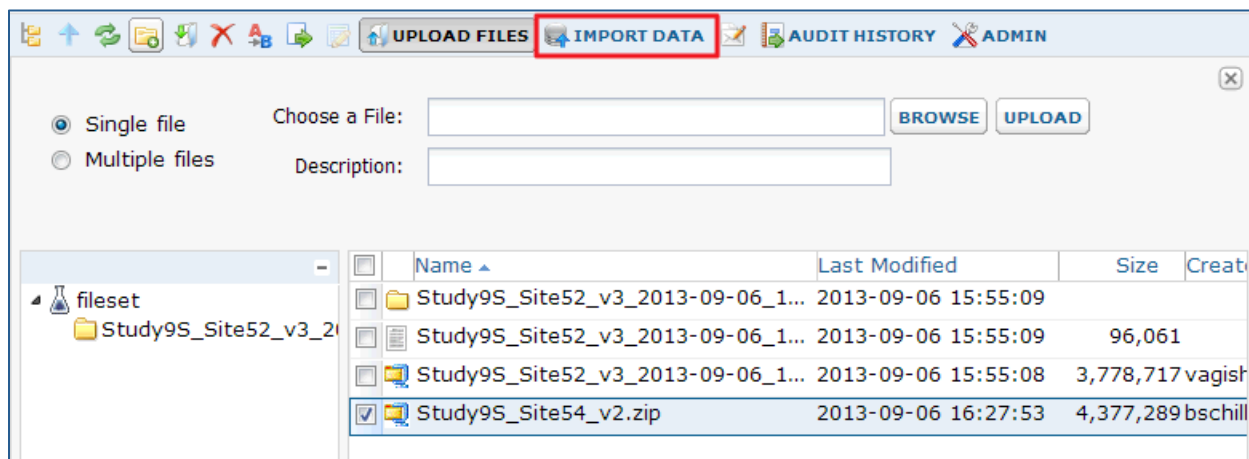 UPLOAD FILES IMPORT DATA AUDIT HISTORY ADMIN
Single file Choose a File: BROWSE UPLOAD
Multiple files Description:
Name Last Modified Size Creat
fileset
Study9S_Site52_v3_2
Study9S_Site52_v3_2013-09-06_1... 2013-09-06 15:55:09
Study9S_Site52_v3_2013-09-06_1... 2013-09-06 15:55:09 96,061
Study9S_Site52_v3_2013-09-06_1... 2013-09-06 15:55:08 3,778,717 vagish
Study9S_Site54_v2.zip 2013-09-06 16:27:53 4,377,289 bschill